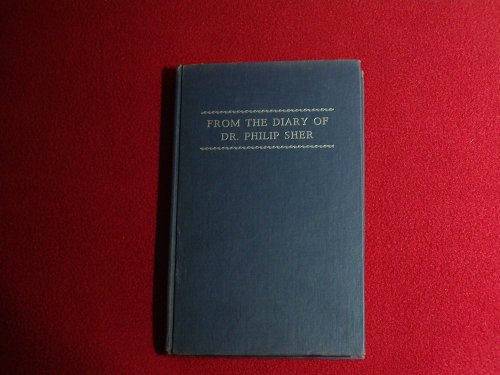 FROM THE DIARY OF
DR. PHILIP SHER